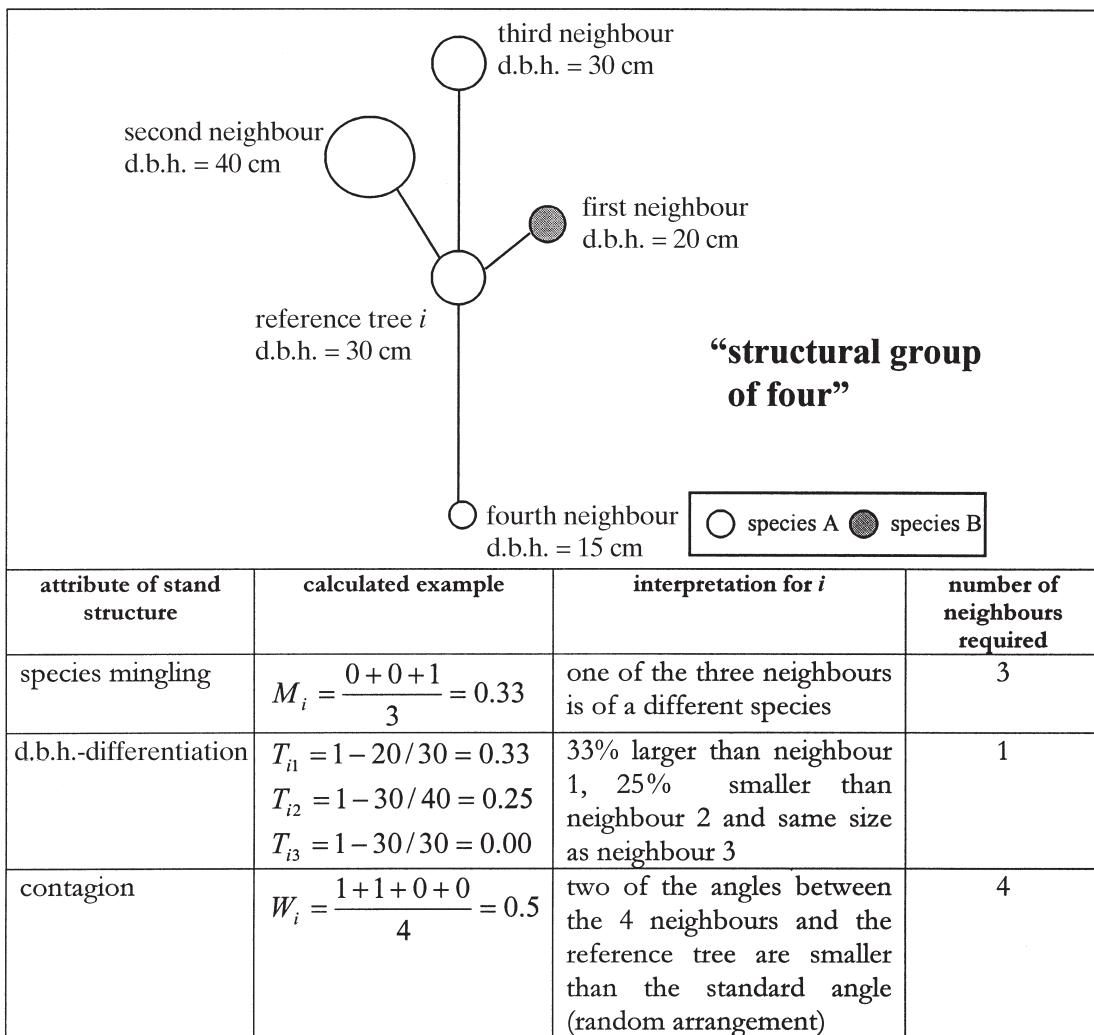 third neighbour
d.b.h. = 30 cm
second neighbour
d.b.h. = 40 cm
first neighbour
d.b.h. = 20 cm
reference tree i
d.b.h. = 30 cm
“structural group
of four”
fourth neighbour
d.b.h. = 15 cm
species A species B
attribute of stand
structure
calculated example
interpretation for i
number of
neighbours
required
species mingling
M_i = (0 + 0 + 1)/3 = 0.33
one of the three neighbours
is of a different species
3
d.b.h.-differentiation
T_{i1} = 1 − 20 / 30 = 0.33
T_{i2} = 1 − 30 / 40 = 0.25
T_{i3} = 1 − 30 / 30 = 0.00
33% larger than neighbour
1, 25% smaller than
neighbour 2 and same size
as neighbour 3
1
contagion
W_i = (1 + 1 + 0 + 0)/4 = 0.5
two of the angles between
the 4 neighbours and the
reference tree are smaller
than the standard angle
(random arrangement)
4